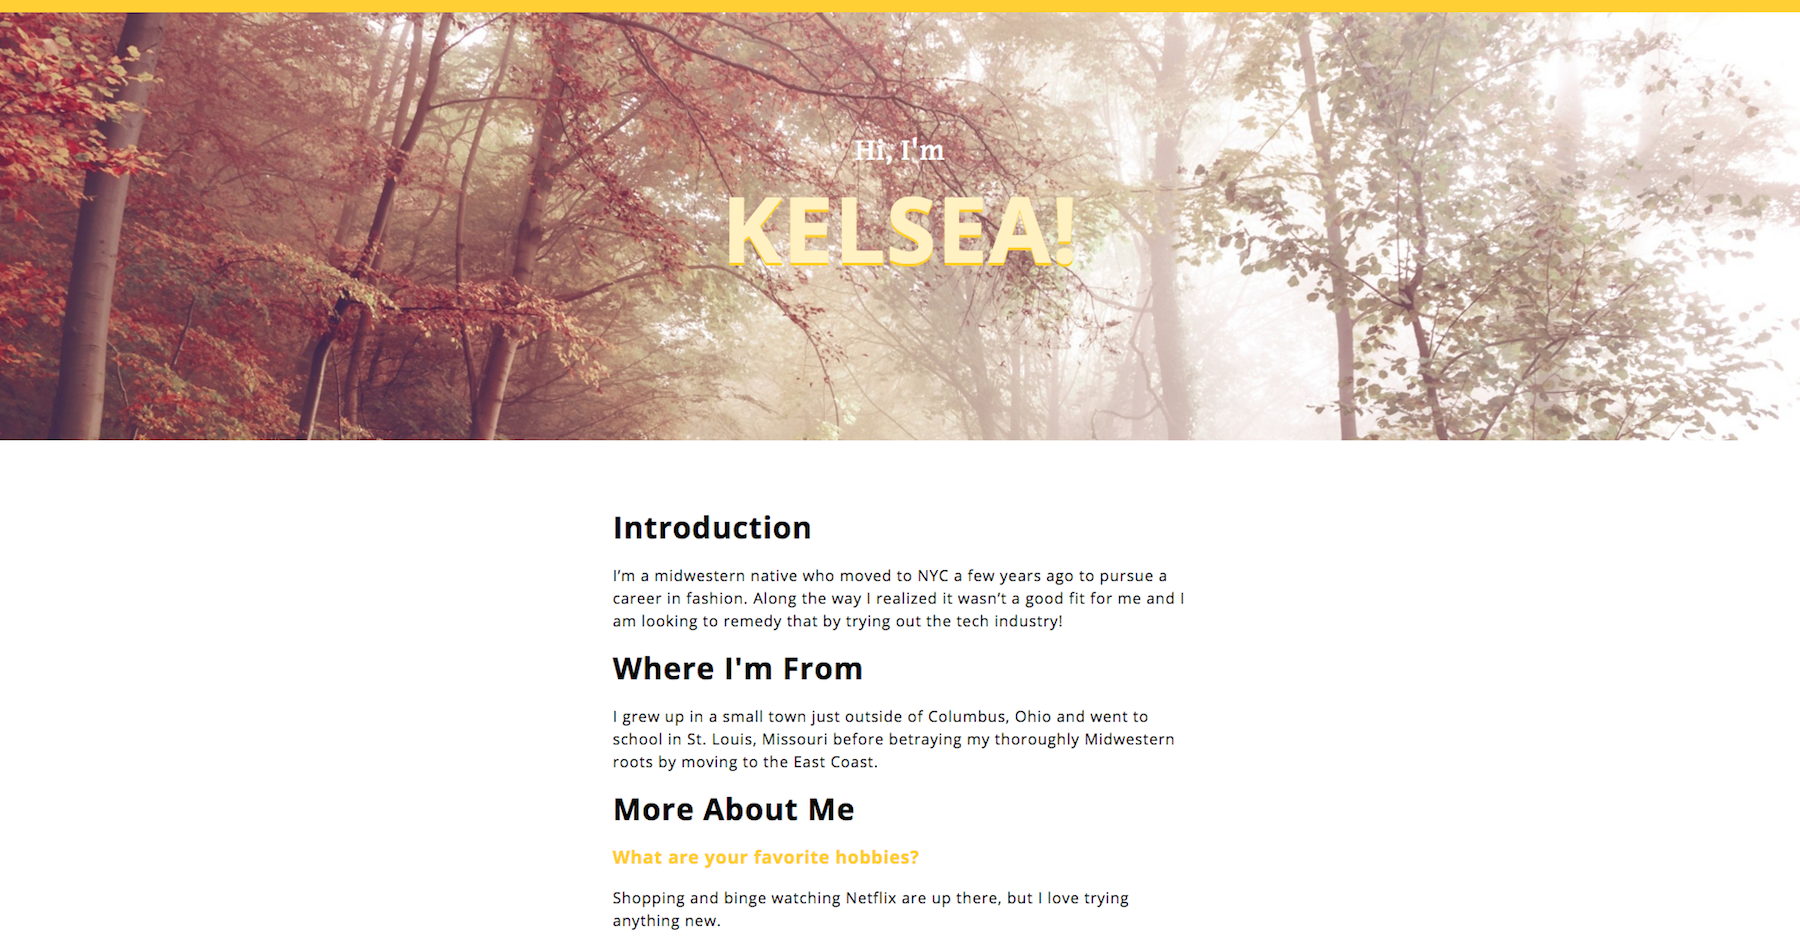 Hi, I'm
KELSEA!
Introduction
I’m a midwestern native who moved to NYC a few years ago to pursue a
career in fashion. Along the way I realized it wasn’t a good fit for me and I
am looking to remedy that by trying out the tech industry!
Where I'm From
I grew up in a small town just outside of Columbus, Ohio and went to
school in St. Louis, Missouri before betraying my thoroughly Midwestern
roots by moving to the East Coast.
More About Me
What are your favorite hobbies?
Shopping and binge watching Netflix are up there, but I love trying
anything new.